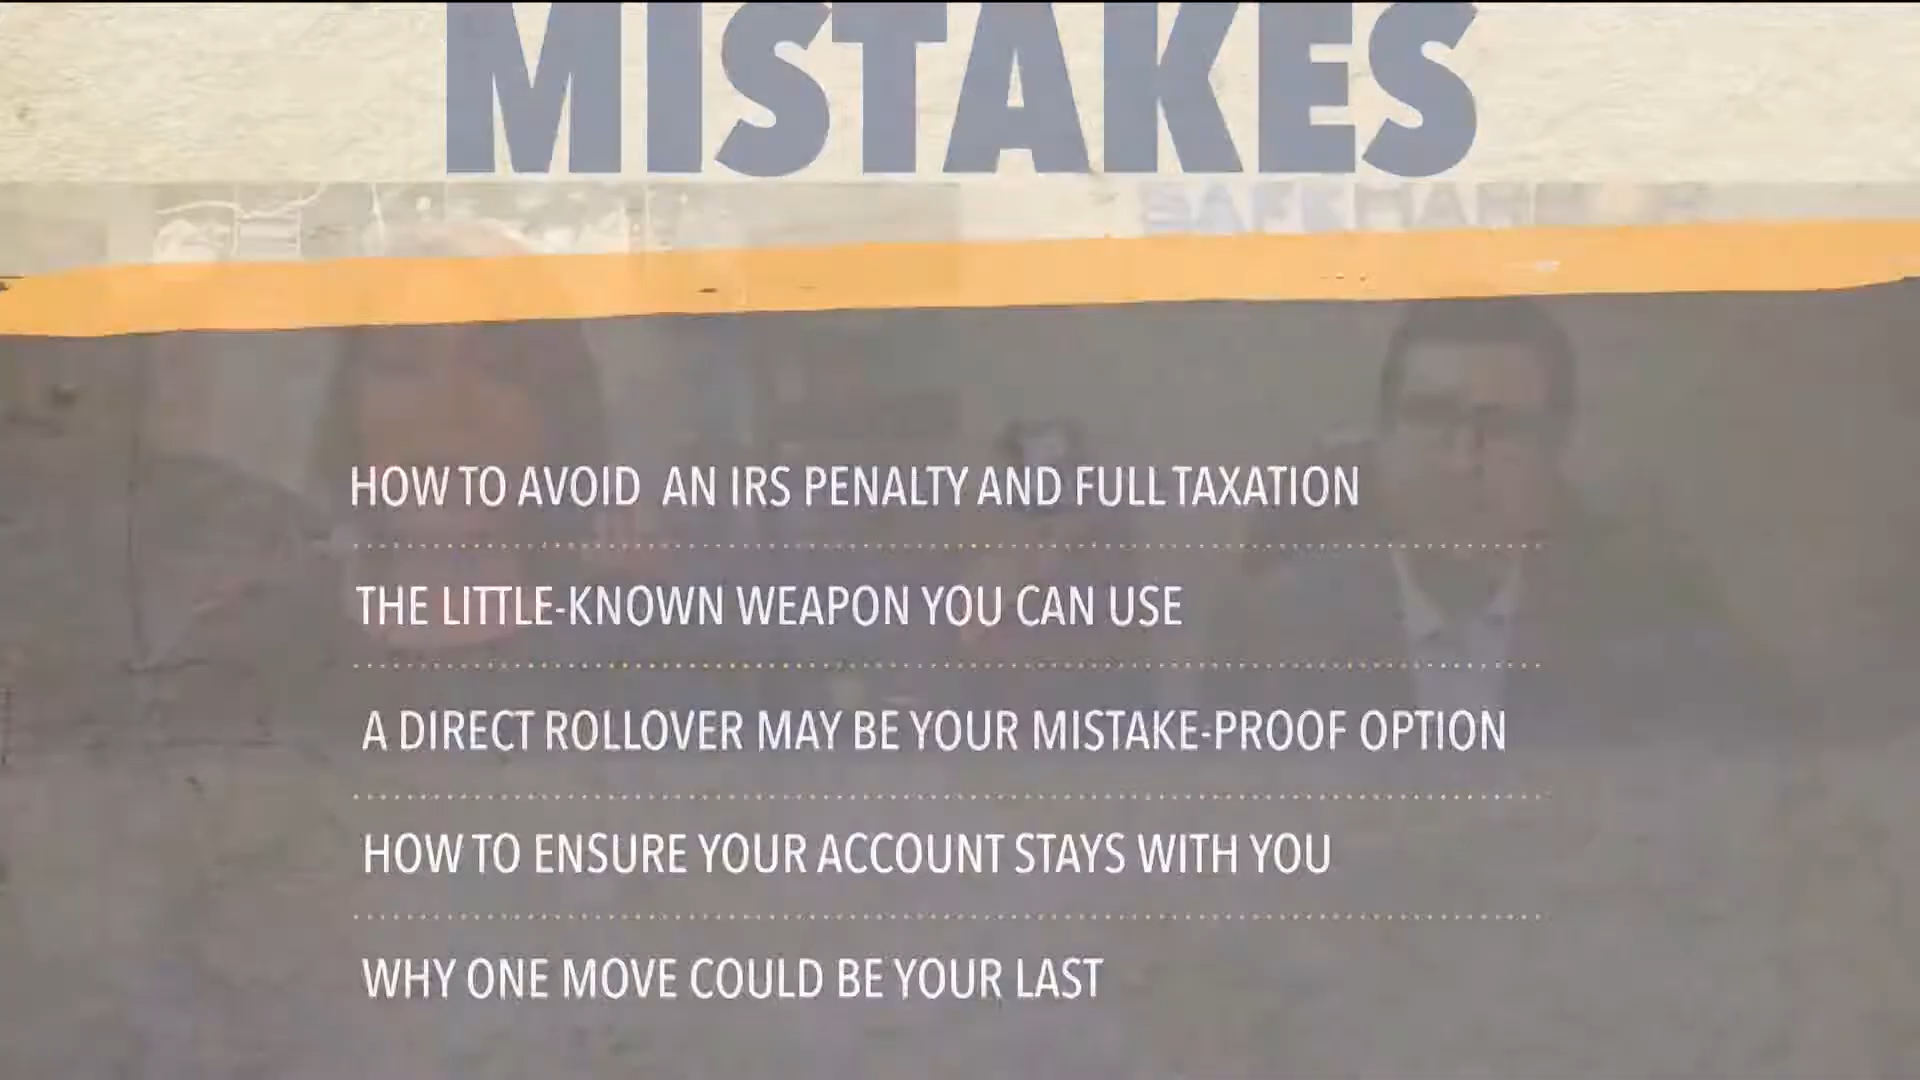 MISTAKES
HOW TO AVOID AN IRS PENALTY AND FULL TAXATION
THE LITTLE-KNOWN WEAPON YOU CAN USE
A DIRECT ROLLOVER MAY BE YOUR MISTAKE-PROOF OPTION
HOW TO ENSURE YOUR ACCOUNT STAYS WITH YOU
WHY ONE MOVE COULD BE YOUR LAST